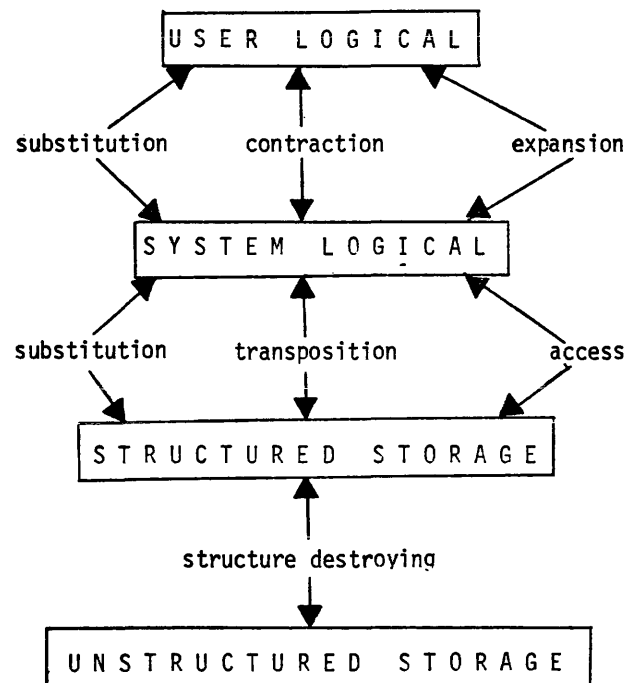 USER LOGICAL
substitution contraction expansion
SYSTEM LOGICAL
substitution transposition access
STRUCTURED STORAGE
structure destroying
UNSTRUCTURED STORAGE